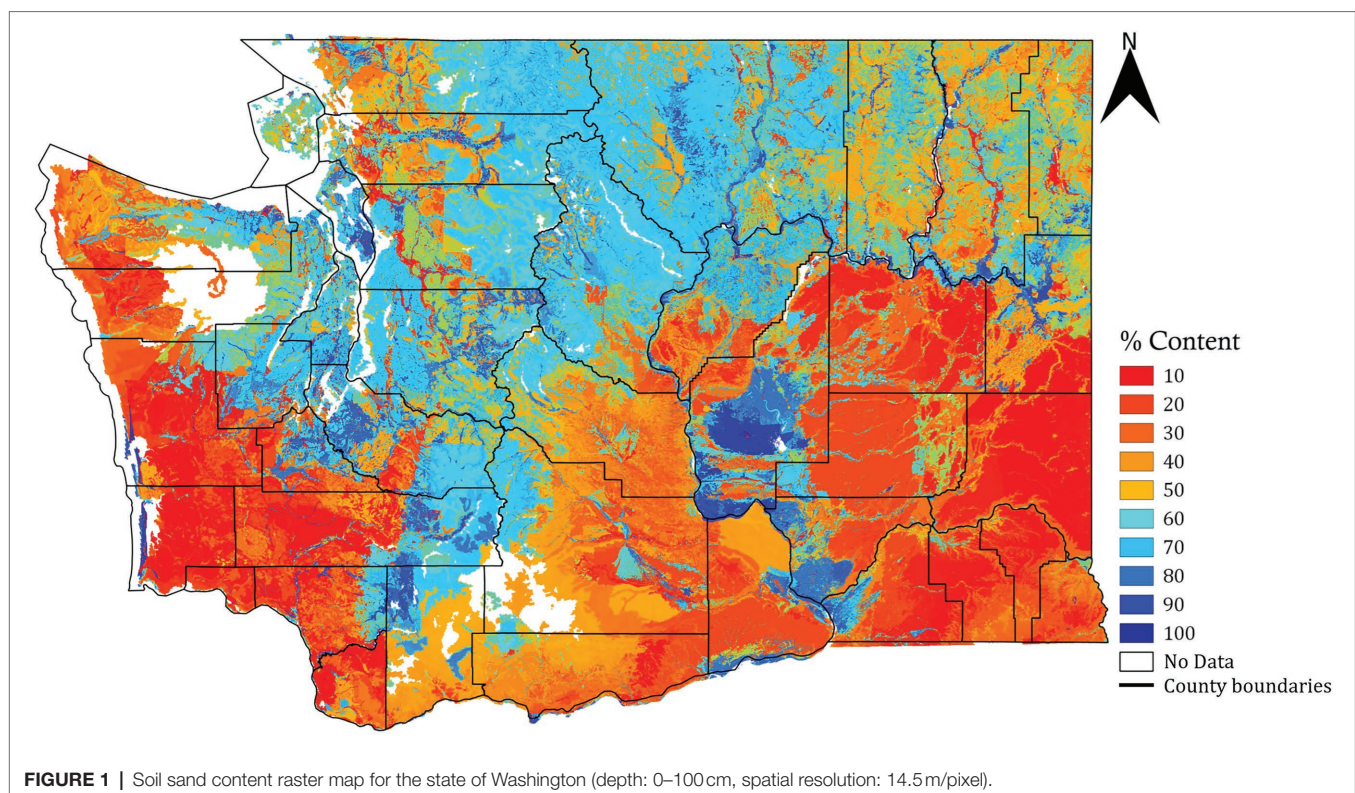 N
% Content
10
20
30
40
50
60
70
80
90
100
No Data
County boundaries
FIGURE 1 | Soil sand content raster map for the state of Washington (depth: 0–100 cm, spatial resolution: 14.5 m/pixel).